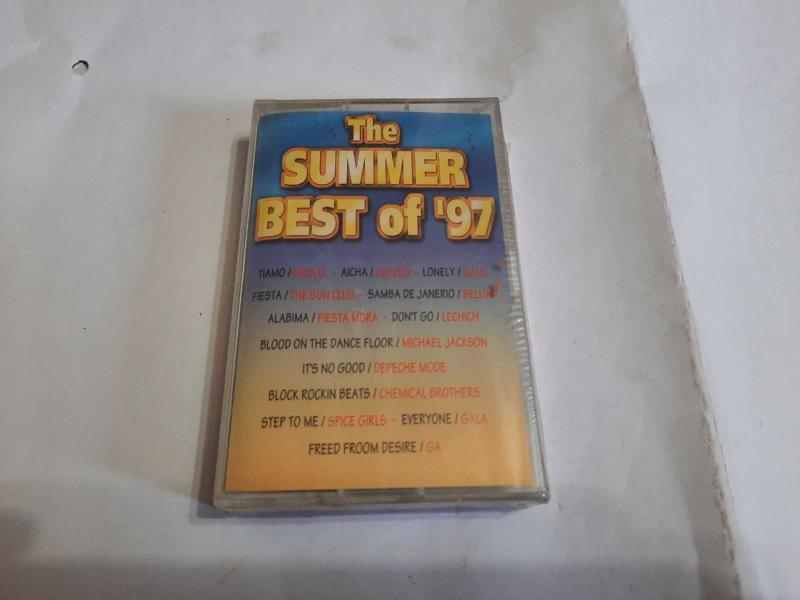 The
SUMMER
BEST of '97
TIAMO / GINA G. - AICHA / KHALED - LONELY / NANA
FIESTA / THE SUN CLUB - SAMBA DE JANERIO / BELLINI
ALABIMA / FIESTA MORA - DON'T GO / LECHICH
BLOOD ON THE DANCE FLOOR / MICHAEL JACKSON
IT'S NO GOOD / DEPECHE MODE
BLOCK ROCKIN BEATS / CHEMICAL BROTHERS
STEP TO ME / SPICE GIRLS - EVERYONE / GALA
FREED FROOM DESIRE / GA